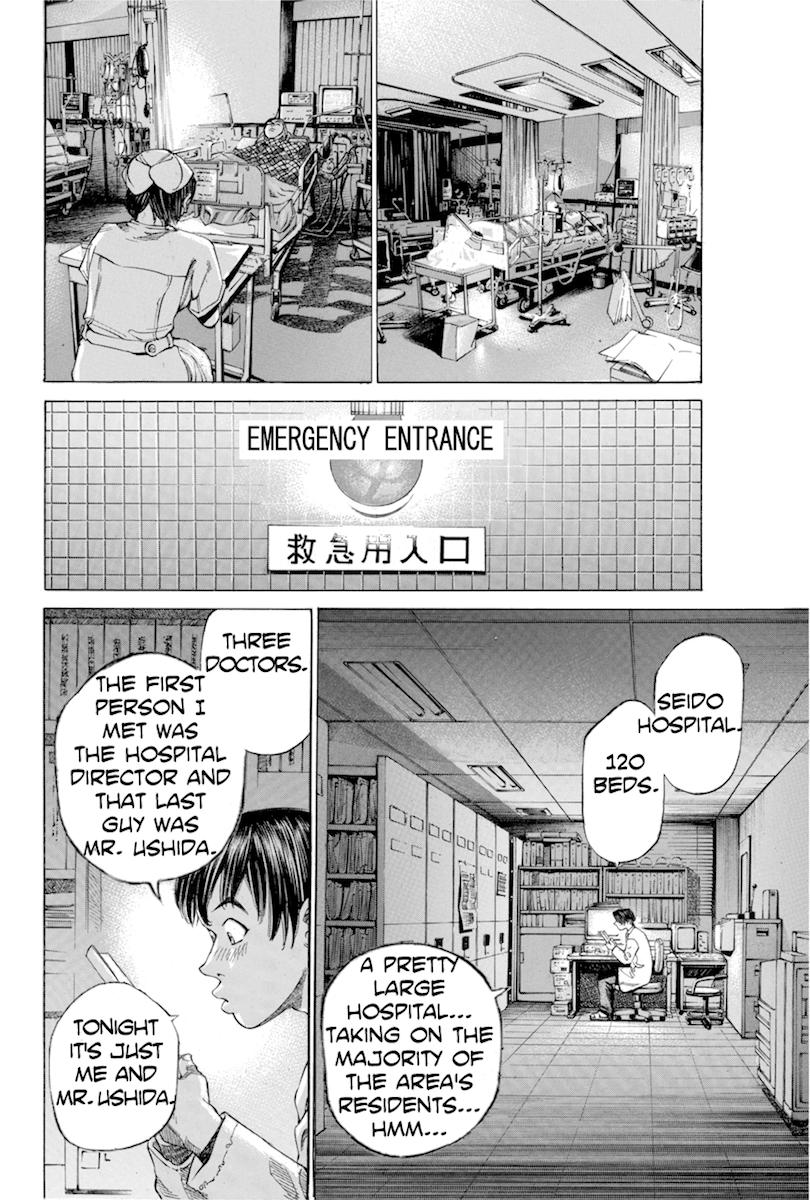 EMERGENCY ENTRANCE
救急用入口
SEIDO
HOSPITAL.
120
BEDS.
A PRETTY
LARGE
HOSPITAL...
TAKING ON THE
MAJORITY OF
THE AREA'S
RESIDENTS...
HMM...
THREE
DOCTORS.
THE FIRST
PERSON I
MET WAS
THE HOSPITAL
DIRECTOR AND
THAT LAST
GUY WAS
MR. USHIDA.
TONIGHT
IT'S JUST
ME AND
MR. USHIDA.